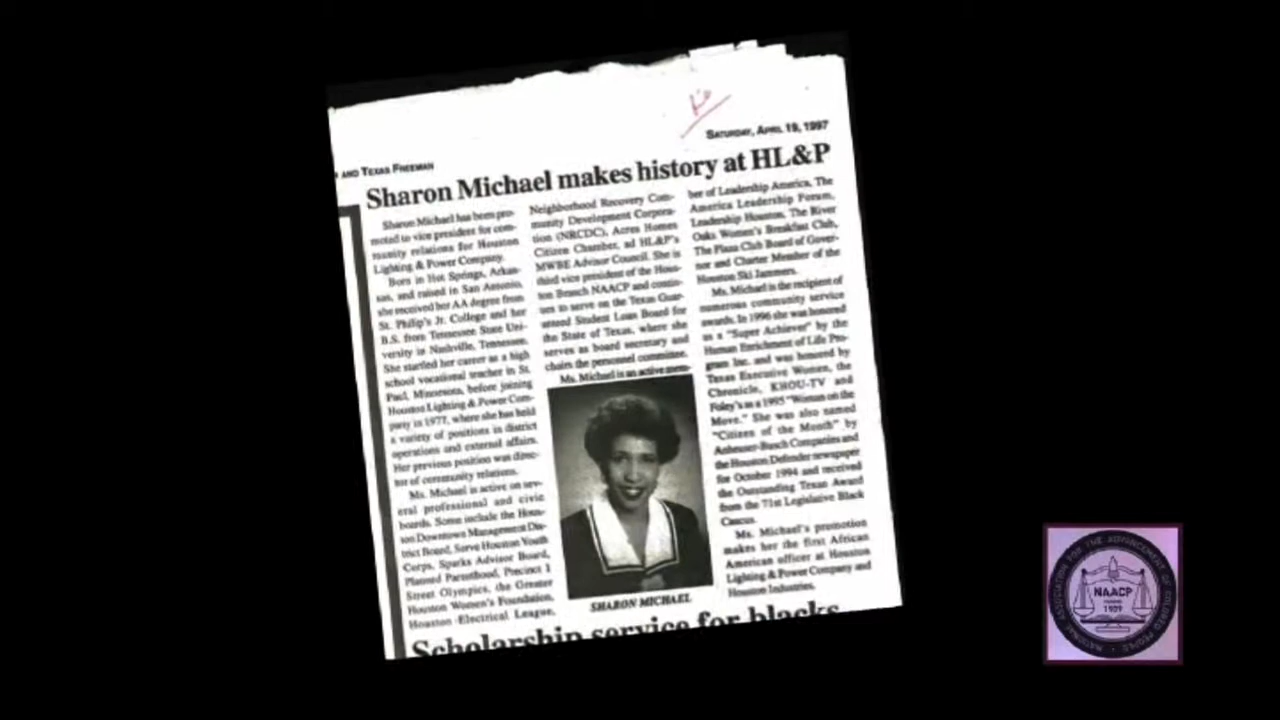 AND TEXAS FREEMAN
SATURDAY, APRIL 19, 1997
Sharon Michael makes history at HL&P
Sharon Michael has been pro-
moted to vice president for com-
munity relations for Houston
Lighting & Power Company.
Born in Hot Springs, Arkan-
sas, and raised in San Antonio,
she received her AA degree from
St. Philip's Jr. College and her
B.S. from Tennessee State Uni-
versity in Nashville, Tennessee.
She started her career as a high
school vocational teacher in St.
Paul, Minnesota, before joining
Houston Lighting & Power Com-
pany in 1977, where she has held
a variety of positions in district
operations and external affairs.
Her previous position was direc-
tor of community relations.
Ms. Michael is active on sev-
eral professional and civic
boards. Some include the Hous-
ton Downtown Management Dis-
trict Board, Serve Houston Youth
Corps, Sparks Advisor Board,
Planned Parenthood, Precinct 1
Street Olympics, the Greater
Houston Women's Foundation,
Houston Electrical League,
Neighborhood Recovery Com-
munity Development Corpora-
tion (NRCDC), Acres Homes
Citizen Chamber, ad HL&P's
MWBE Advisor Council. She is
third vice president of the Hous-
ton Branch NAACP and contin-
ues to serve on the Texas Guar-
anteed Student Loan Board for
the State of Texas, where she
serves as board secretary and
chairs the personnel committee.
Ms. Michael is an active mem-
SHARON MICHAEL
ber of Leadership America, The
America Leadership Forum,
Leadership Houston, The River
Oaks Women's Breakfast Club,
The Plaza Club Board of Gover-
nor and Charter Member of the
Houston Ski Jammers.
Ms. Michael is the recipient of
numerous community service
awards. In 1996 she was honored
as a "Super Achiever" by the
Human Enrichment of Life Pro-
gram Inc. and was honored by
Texas Executive Women, the
Chronicle, KHOU-TV and
Foley's as a 1995 "Woman on the
Move." She was also named
"Citizen of the Month" by
Anheuser-Busch Companies and
the Houston Defender newspaper
for October 1994 and received
the Outstanding Texan Award
from the 71st Legislative Black
Caucus.
Ms. Michael's promotion
makes her the first African
American officer at Houston
Lighting & Power Company and
Houston Industries.
Scholarship service for blacks
NATIONAL ASSOCIATION FOR THE ADVANCEMENT OF COLORED PEOPLE
NAACP
FOUNDED
1909